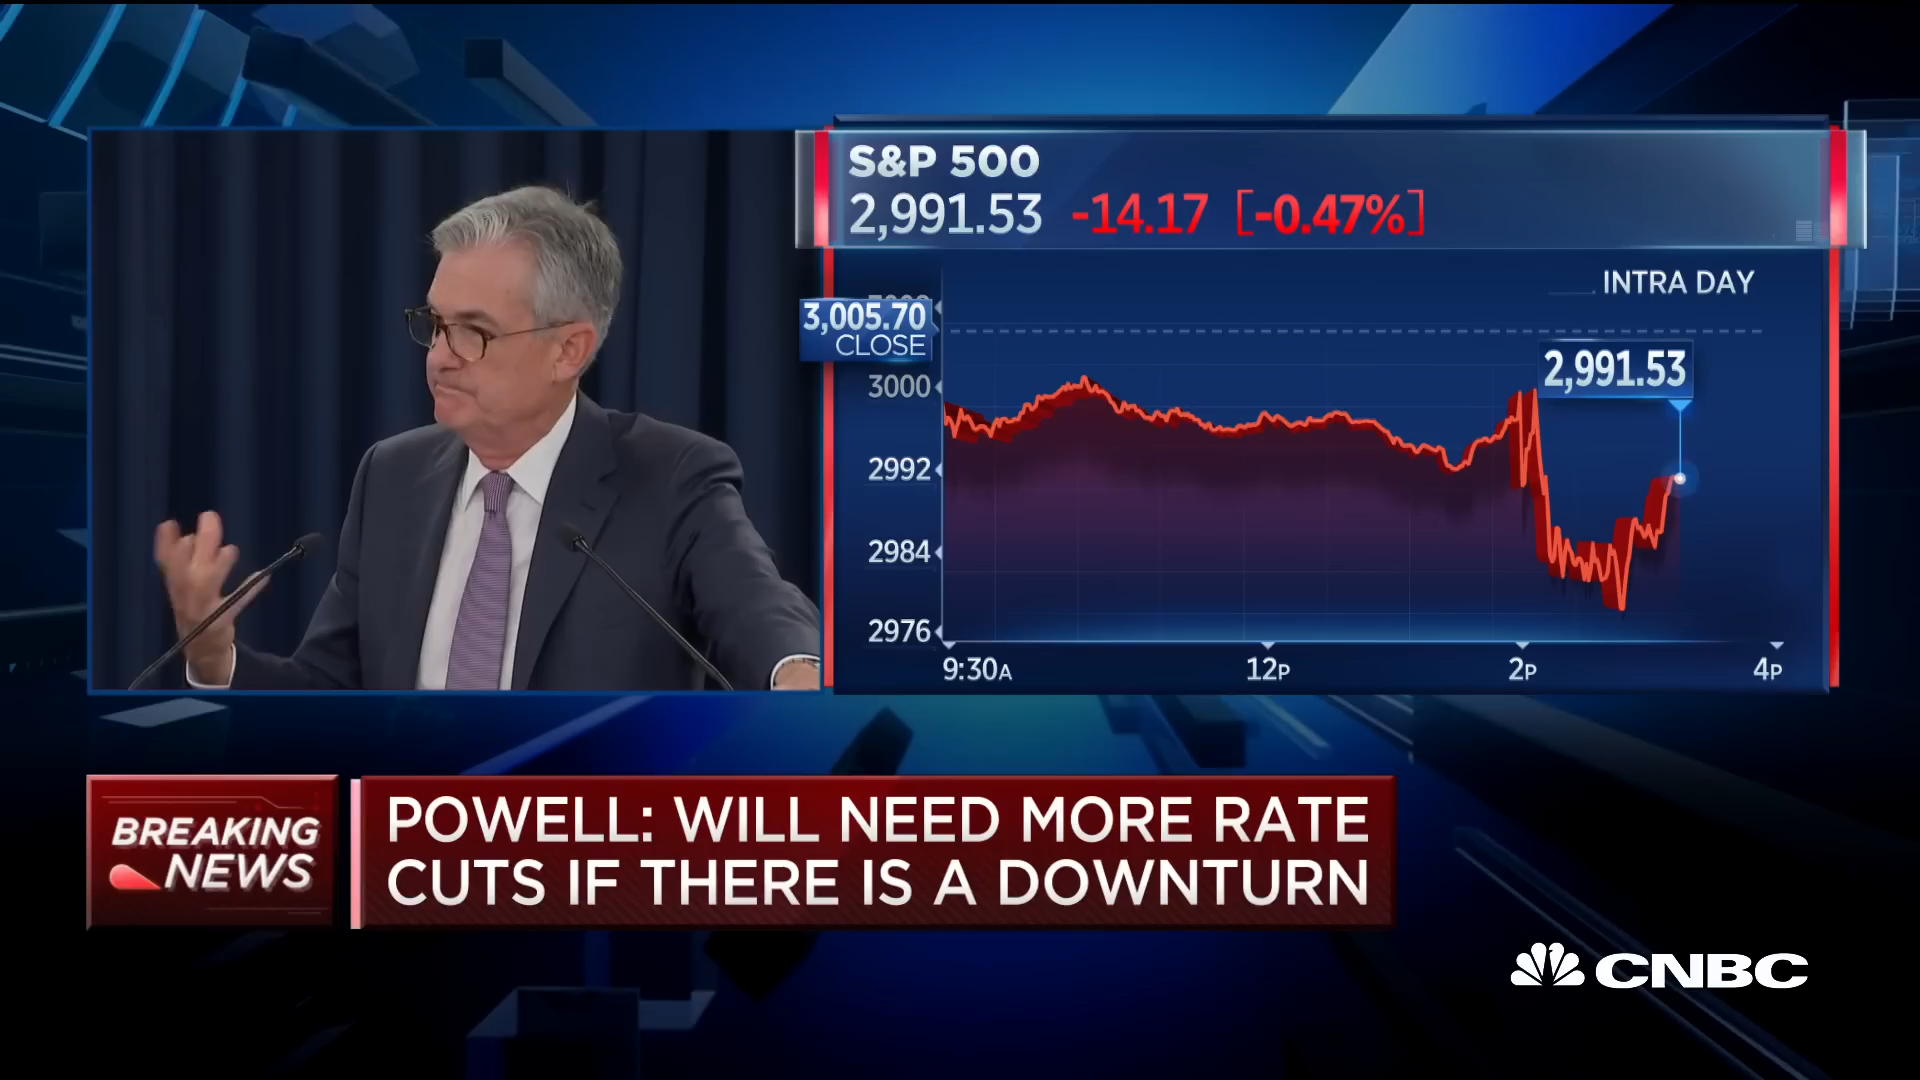 S&P 500
2,991.53 -14.17 [-0.47%]
INTRA DAY
3,005.70
CLOSE
2,991.53
3000
2992
2984
2976
9:30A 12P 2P 4P
BREAKING
NEWS
POWELL: WILL NEED MORE RATE
CUTS IF THERE IS A DOWNTURN
CNBC